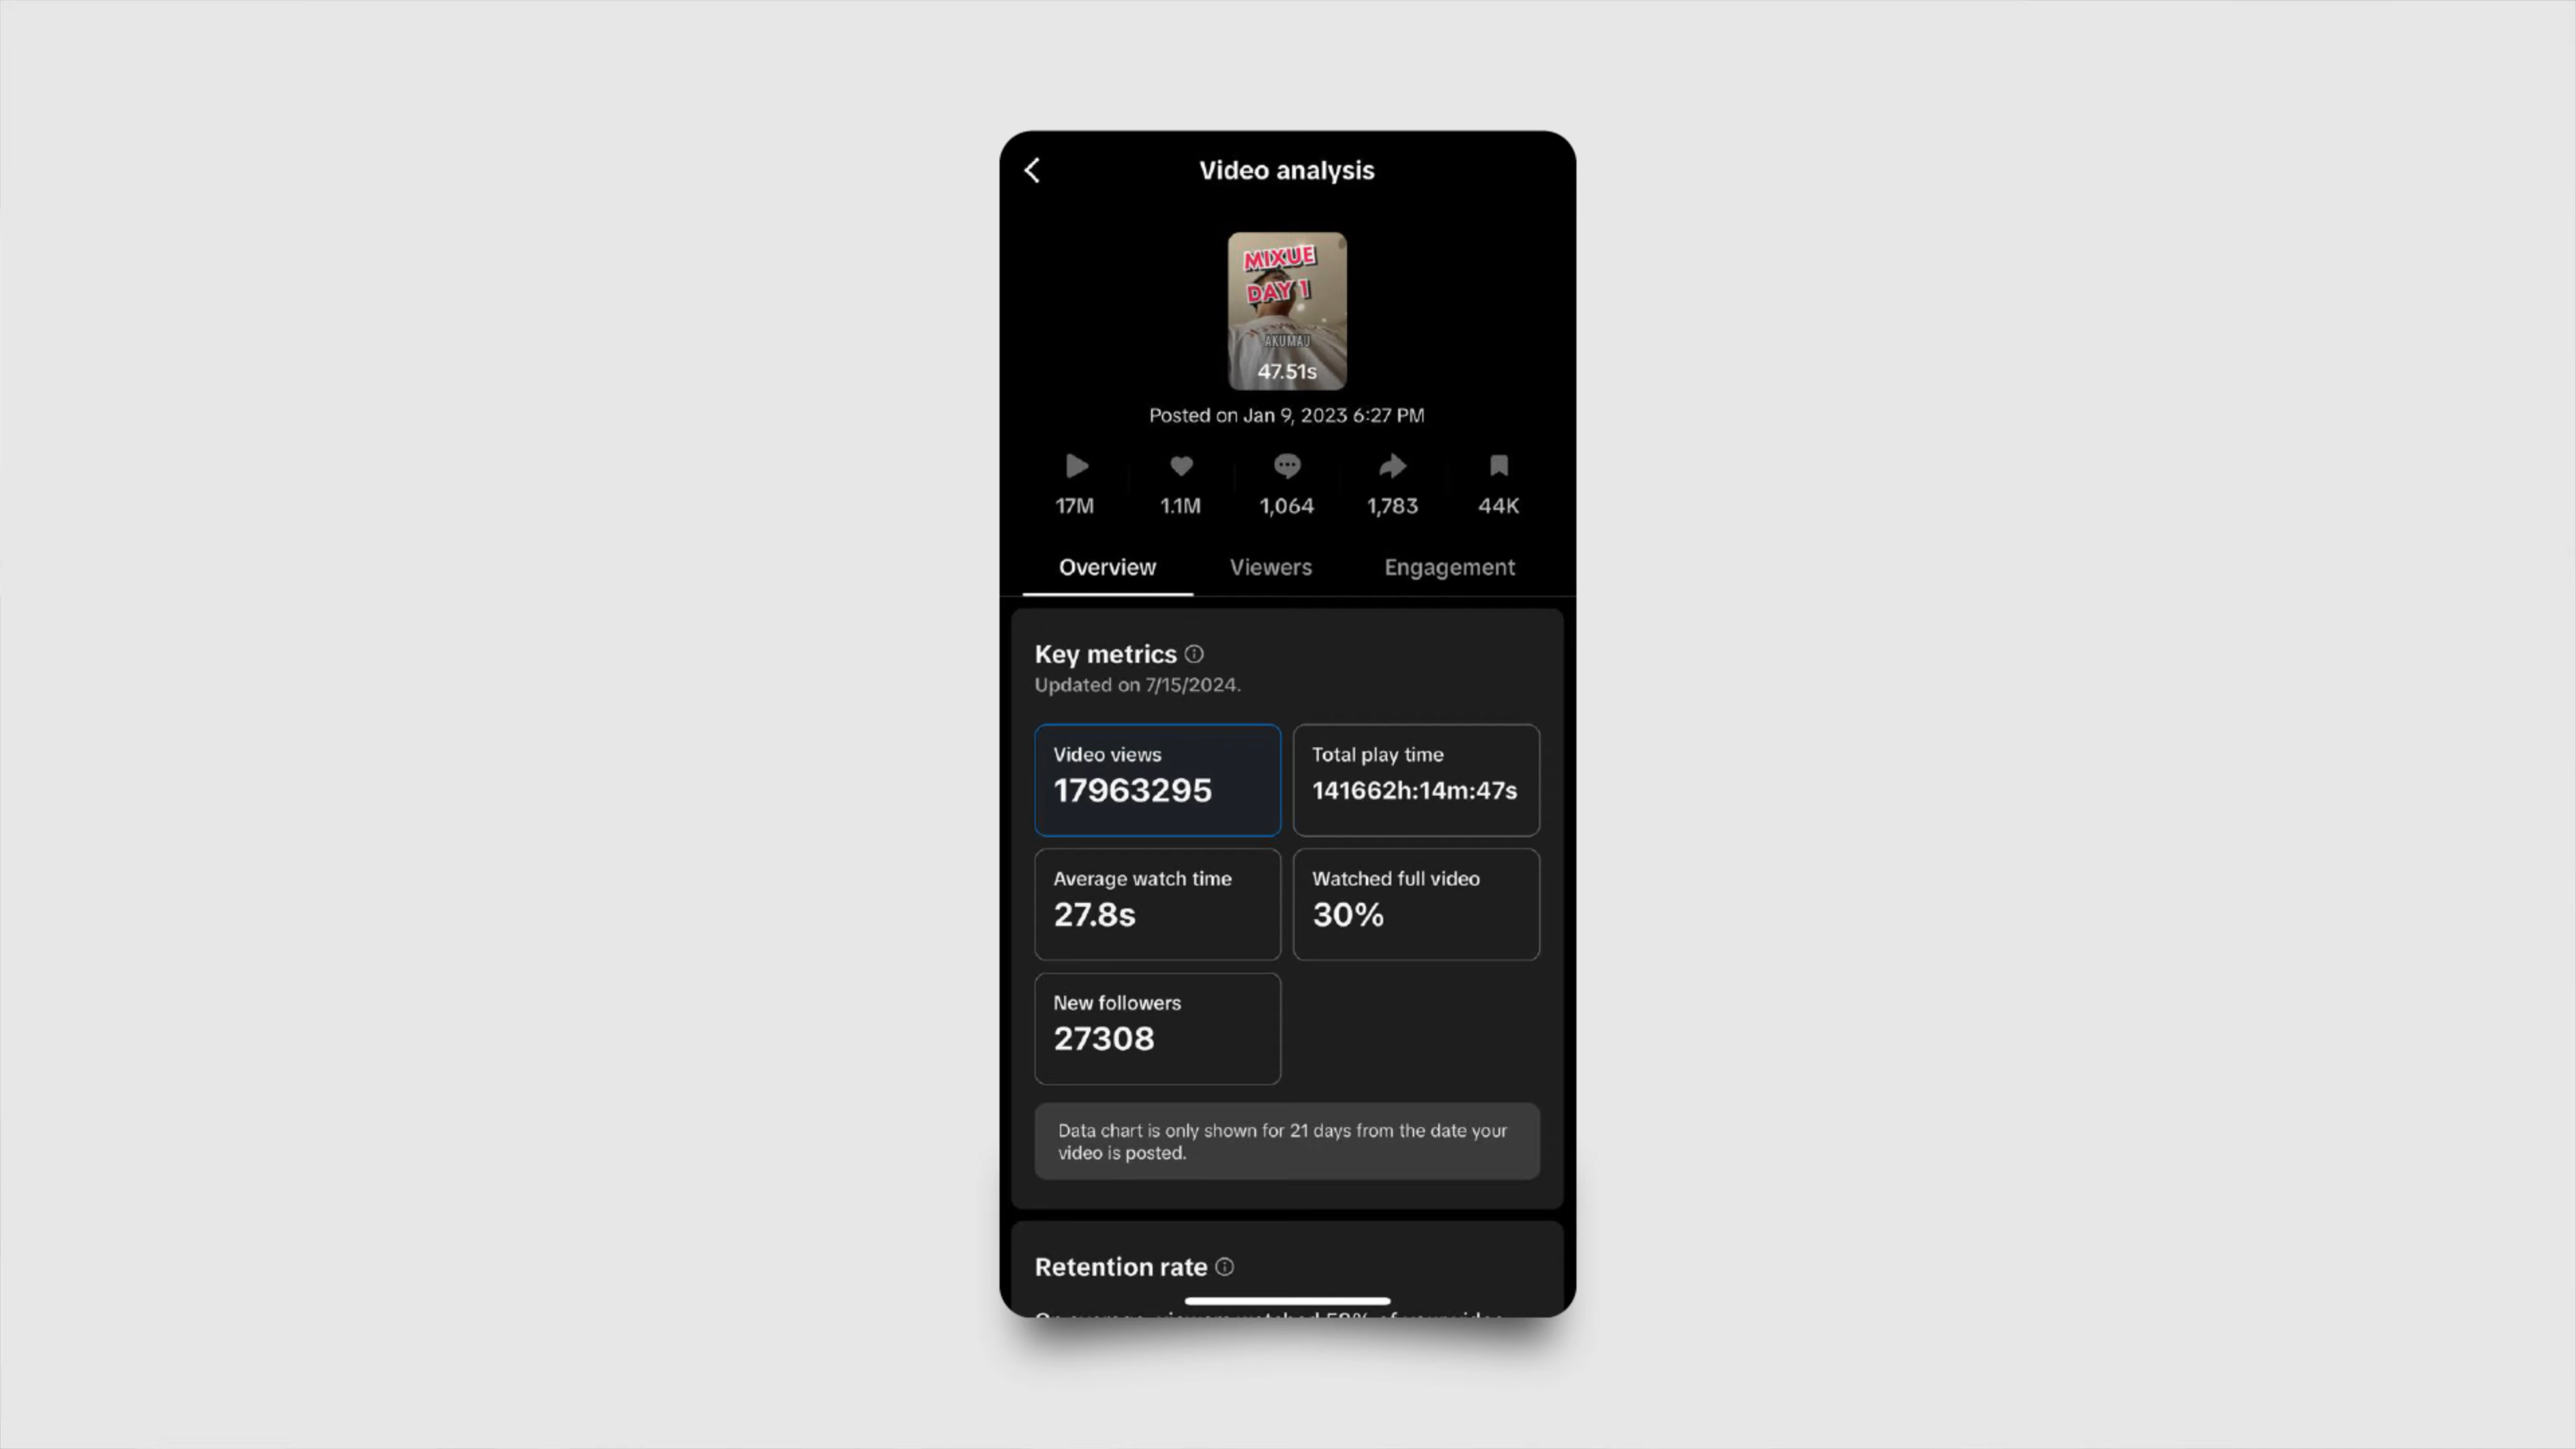 Video analysis
MIXUE
DAY 1
AKUMAU
47.51s
Posted on Jan 9, 2023 6:27 PM
17M 1.1M 1,064 1,783 44K
Overview Viewers Engagement
Key metrics
Updated on 7/15/2024.
Video views Total play time
17963295 141662h:14m:47s
Average watch time Watched full video
27.8s 30%
New followers
27308
Data chart is only shown for 21 days from the date your
video is posted.
Retention rate